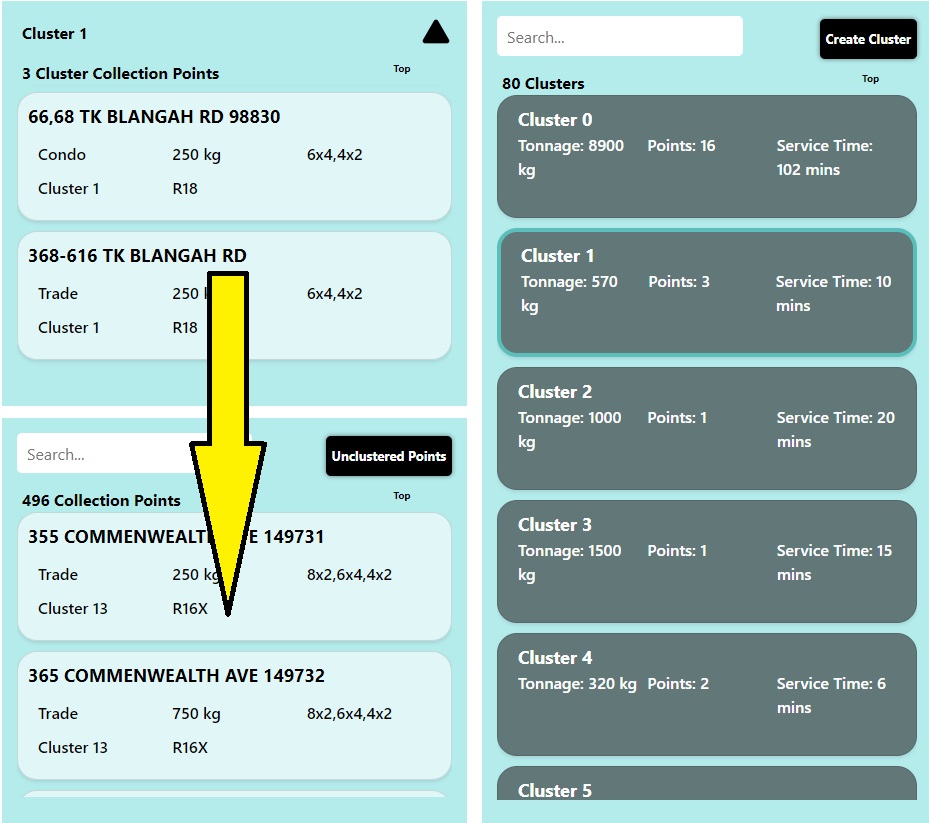 Cluster 1
3 Cluster Collection Points
Top
66,68 TK BLANGAH RD 98830
Condo 250 kg 6x4,4x2
Cluster 1 R18
368-616 TK BLANGAH RD
Trade 250 6x4,4x2
Cluster 1 R18
Search...
Unclustered Points
496 Collection Points
Top
355 COMMENWEALT E 149731
Trade 250 kg 8x2,6x4,4x2
Cluster 13 R16X
365 COMMENWEALTH AVE 149732
Trade 750 kg 8x2,6x4,4x2
Cluster 13 R16X
Search...
Create Cluster
80 Clusters
Top
Cluster 0
Tonnage: 8900 Points: 16 Service Time:
kg 102 mins
Cluster 1
Tonnage: 570 Points: 3 Service Time: 10
kg mins
Cluster 2
Tonnage: 1000 Points: 1 Service Time: 20
kg mins
Cluster 3
Tonnage: 1500 Points: 1 Service Time: 15
kg mins
Cluster 4
Tonnage: 320 kg Points: 2 Service Time: 6
mins
Cluster 5